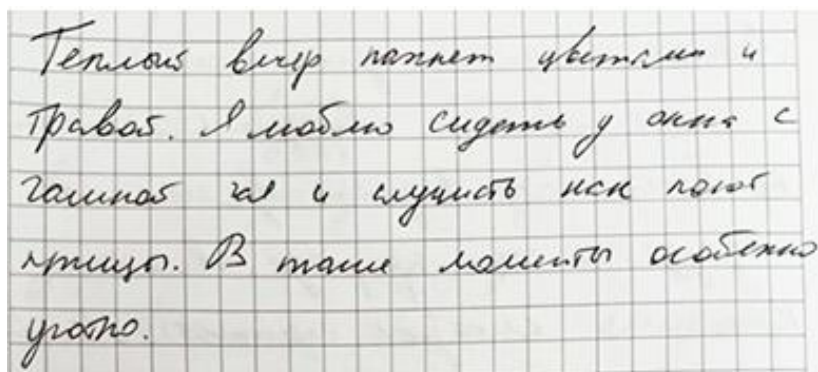 Теплый вечер пахнет цветами и
травой. Я люблю сидеть у окна с
чашкой чая и слушать как поют
птицы. В такие моменты особенно
уютно.